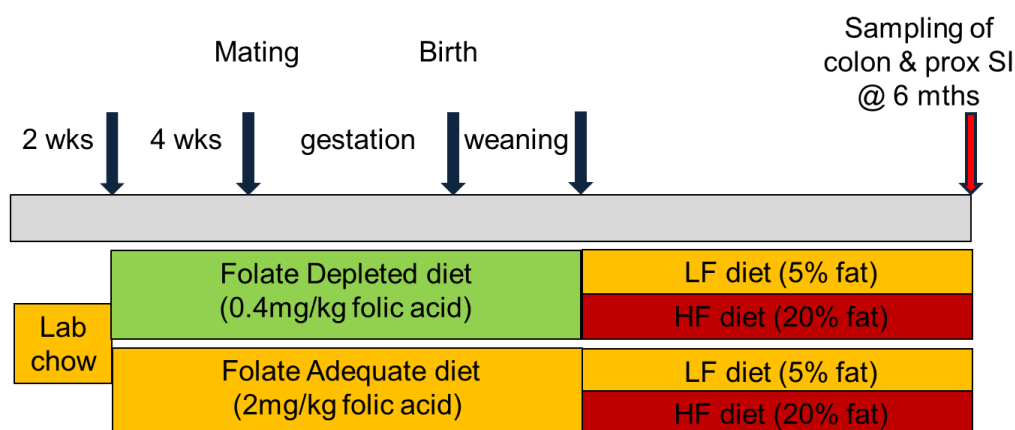 Sampling of
colon & prox SI
@ 6 mths
Mating
Birth
2 wks
4 wks
gestation
weaning
Lab
chow
Folate Depleted diet
(0.4mg/kg folic acid)
LF diet (5% fat)
HF diet (20% fat)
Folate Adequate diet
(2mg/kg folic acid)
LF diet (5% fat)
HF diet (20% fat)